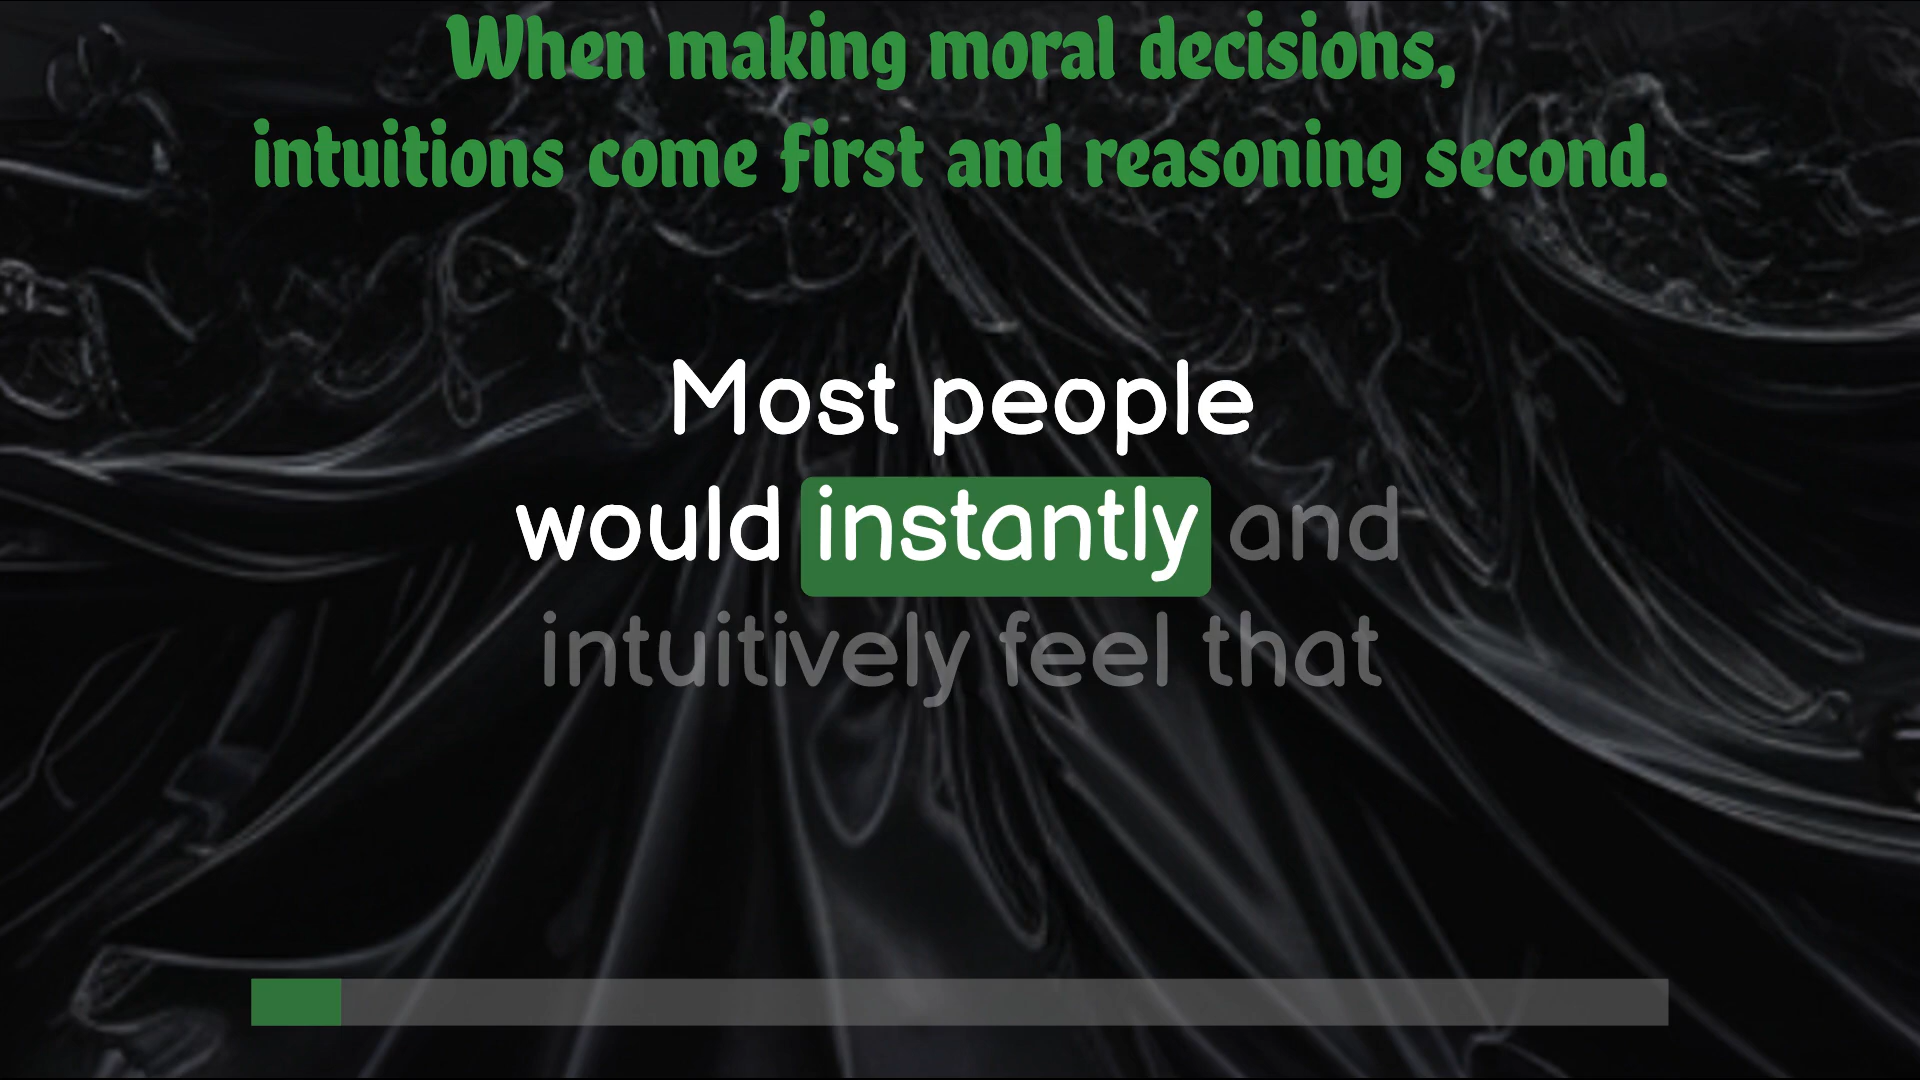 When making moral decisions,
intuitions come first and reasoning second.
Most people
would instantly and
intuitively feel that